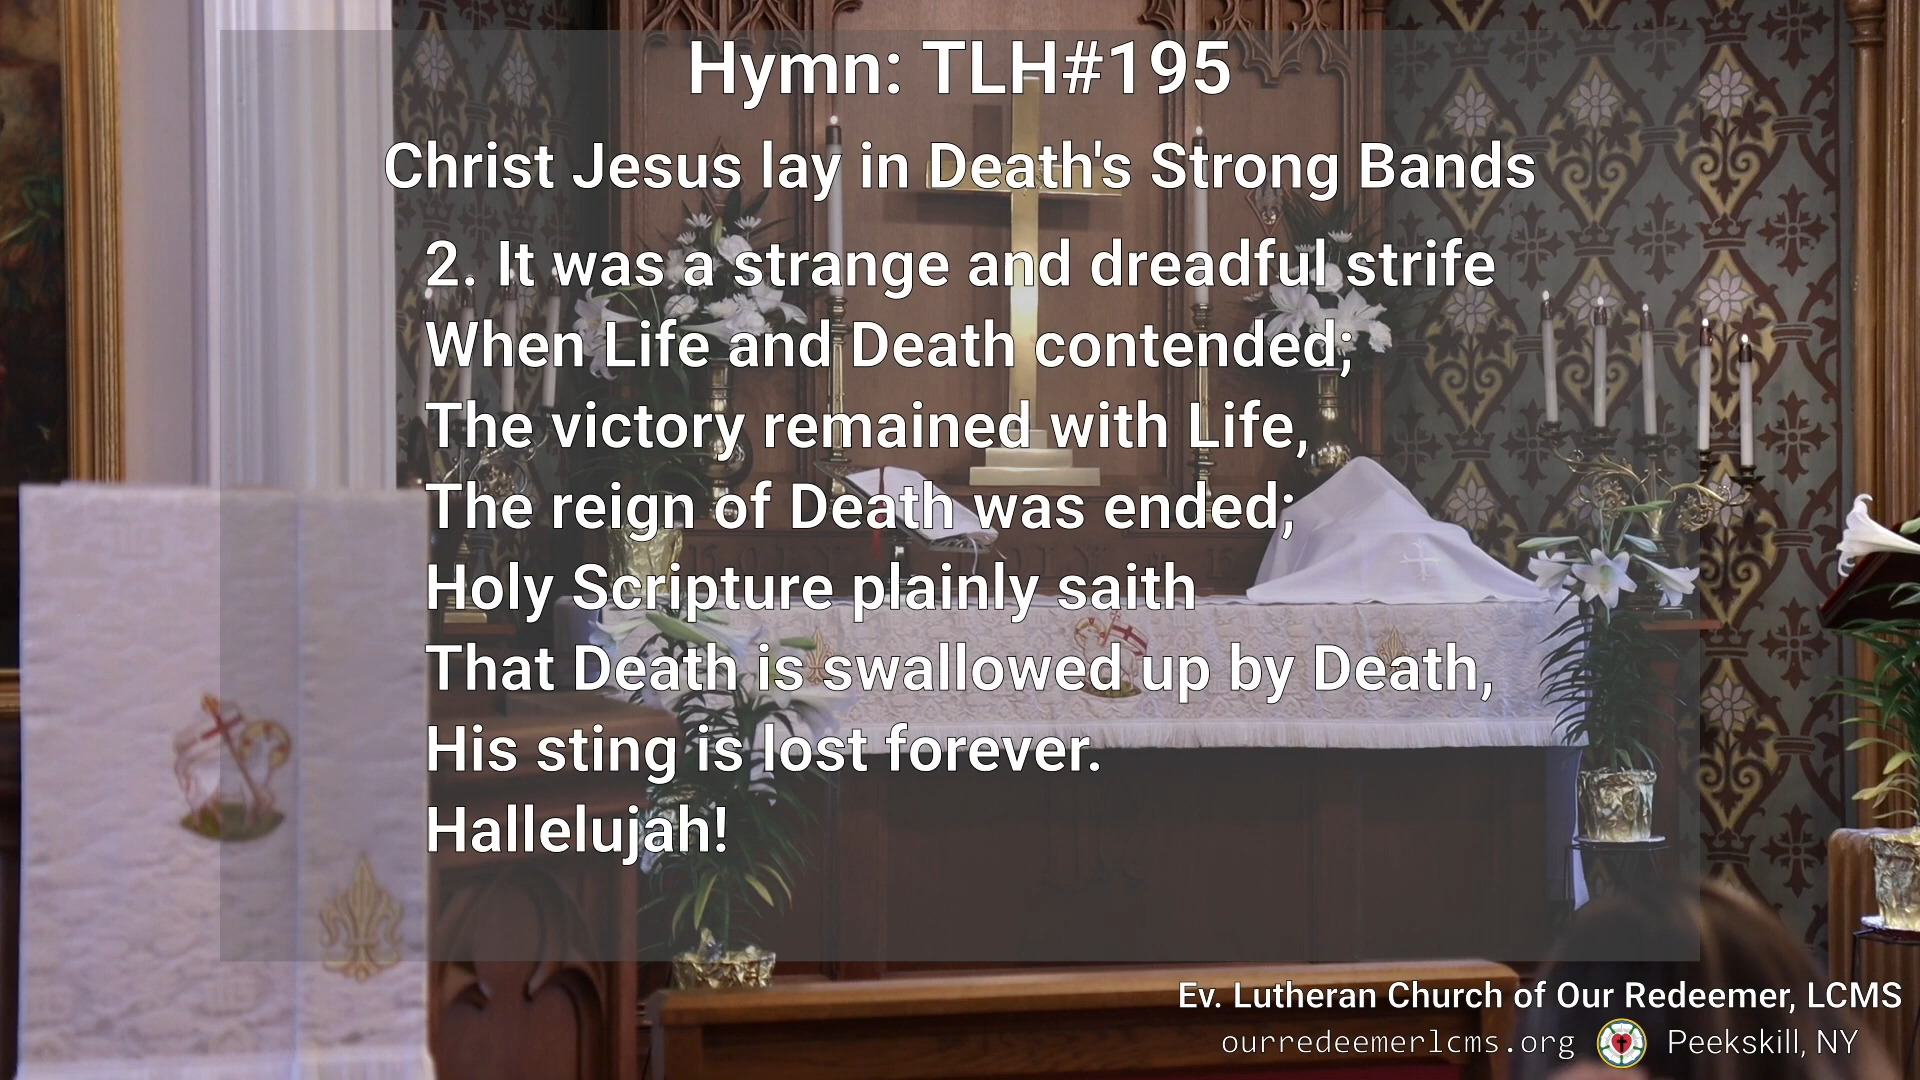 Hymn: TLH#195
Christ Jesus lay in Death's Strong Bands
2. It was a strange and dreadful strife
When Life and Death contended;
The victory remained with Life,
The reign of Death was ended;
Holy Scripture plainly saith
That Death is swallowed up by Death,
His sting is lost forever.
Hallelujah!
Ev. Lutheran Church of Our Redeemer, LCMS
ourredeemerlcms.org Peekskill, NY